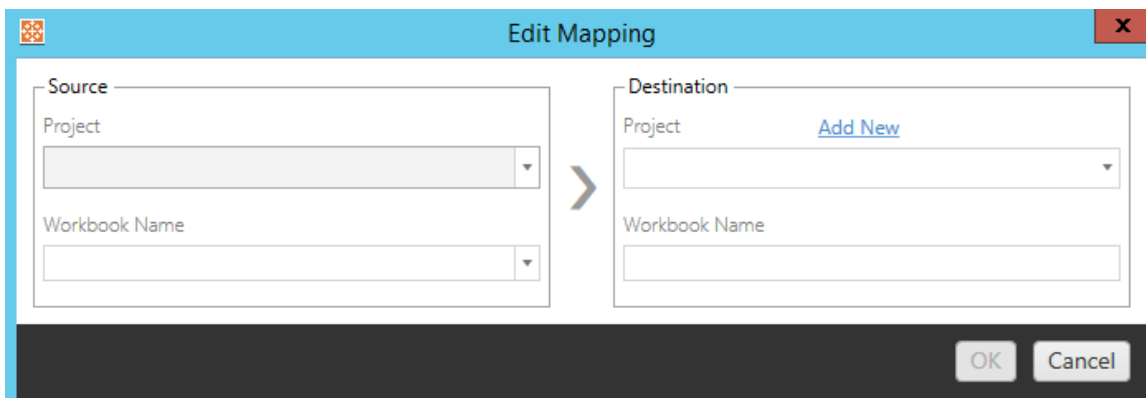 Edit Mapping
x
Source
Project
Workbook Name
Destination
Project Add New
Workbook Name
OK Cancel